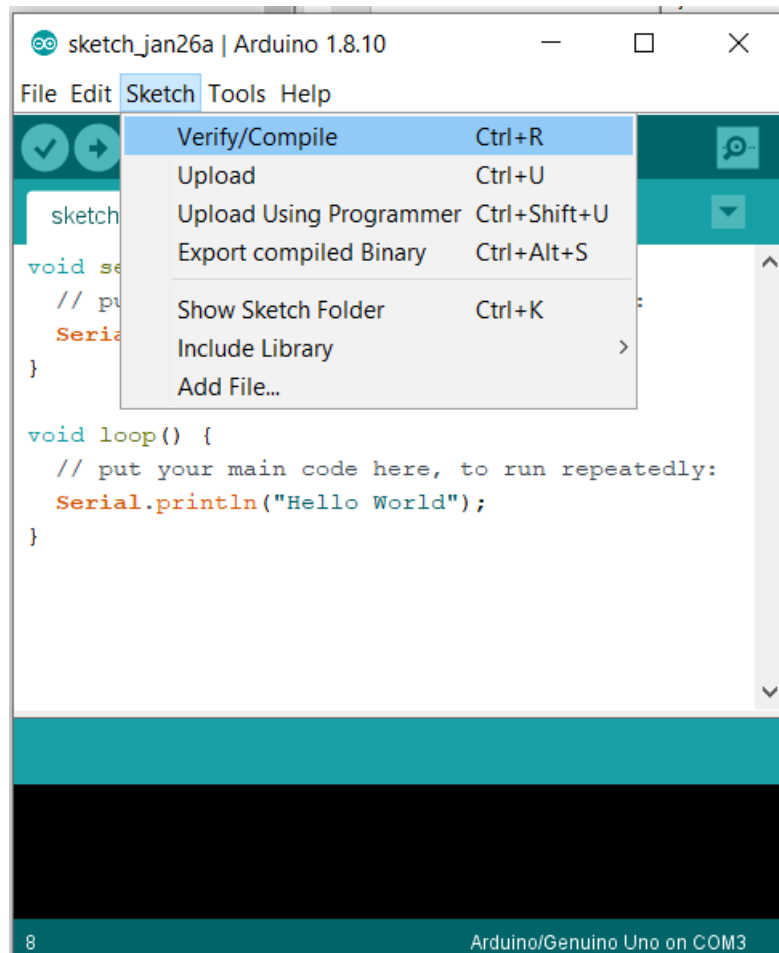 sketch_jan26a | Arduino 1.8.10
File Edit Sketch Tools Help
Verify/Compile Ctrl+R
Upload Ctrl+U
Upload Using Programmer Ctrl+Shift+U
Export compiled Binary Ctrl+Alt+S
Show Sketch Folder Ctrl+K
Include Library
Add File...
sketch
void se
// pu :
Seria
}
void loop() {
// put your main code here, to run repeatedly:
Serial.println("Hello World");
}
8 Arduino/Genuino Uno on COM3